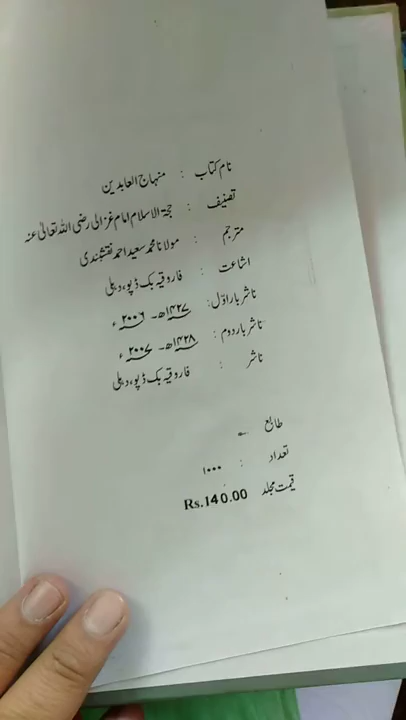 نام کتاب : منہاج العابدین
تصنیف : حجۃ الاسلام امام غزالی رضی اللہ تعالیٰ عنہ
مترجم : مولانا محمد سعید احمد نقشبندی
اشاعت : فاروقیہ بک ڈپو، دہلی
ناشر بار اوّل : ۱۴۲۷ھ - ۲۰۰۶ء
ناشر بار دوم : ۱۴۲۸ھ - ۲۰۰۷ء
ناشر : فاروقیہ بک ڈپو، دہلی
طابع
تعداد : ۱۰۰۰
قیمت مجلد Rs.140.00